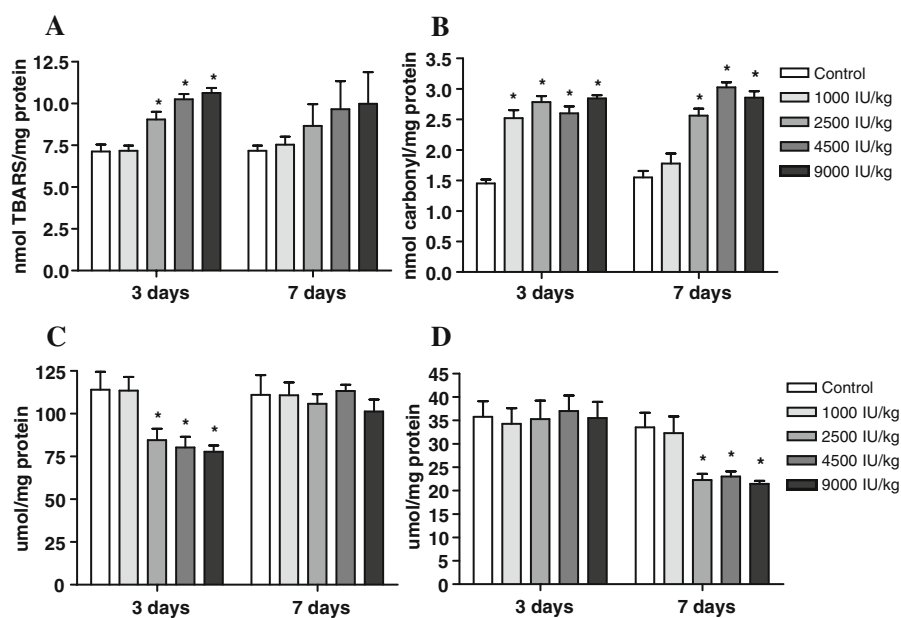 A
nmol TBARS/mg protein
12.5
10.0
7.5
5.0
2.5
0.0
* * *
3 days 7 days
B
nmol carbonyl/mg protein
3.5
3.0
2.5
2.0
1.5
1.0
0.5
0.0
* * * * * * *
3 days 7 days
Control
1000 IU/kg
2500 IU/kg
4500 IU/kg
9000 IU/kg
C
umol/mg protein
125
100
75
50
25
0
* * *
3 days 7 days
D
umol/mg protein
45
40
35
30
25
20
15
10
5
0
* * *
3 days 7 days
Control
1000 IU/kg
2500 IU/kg
4500 IU/kg
9000 IU/kg